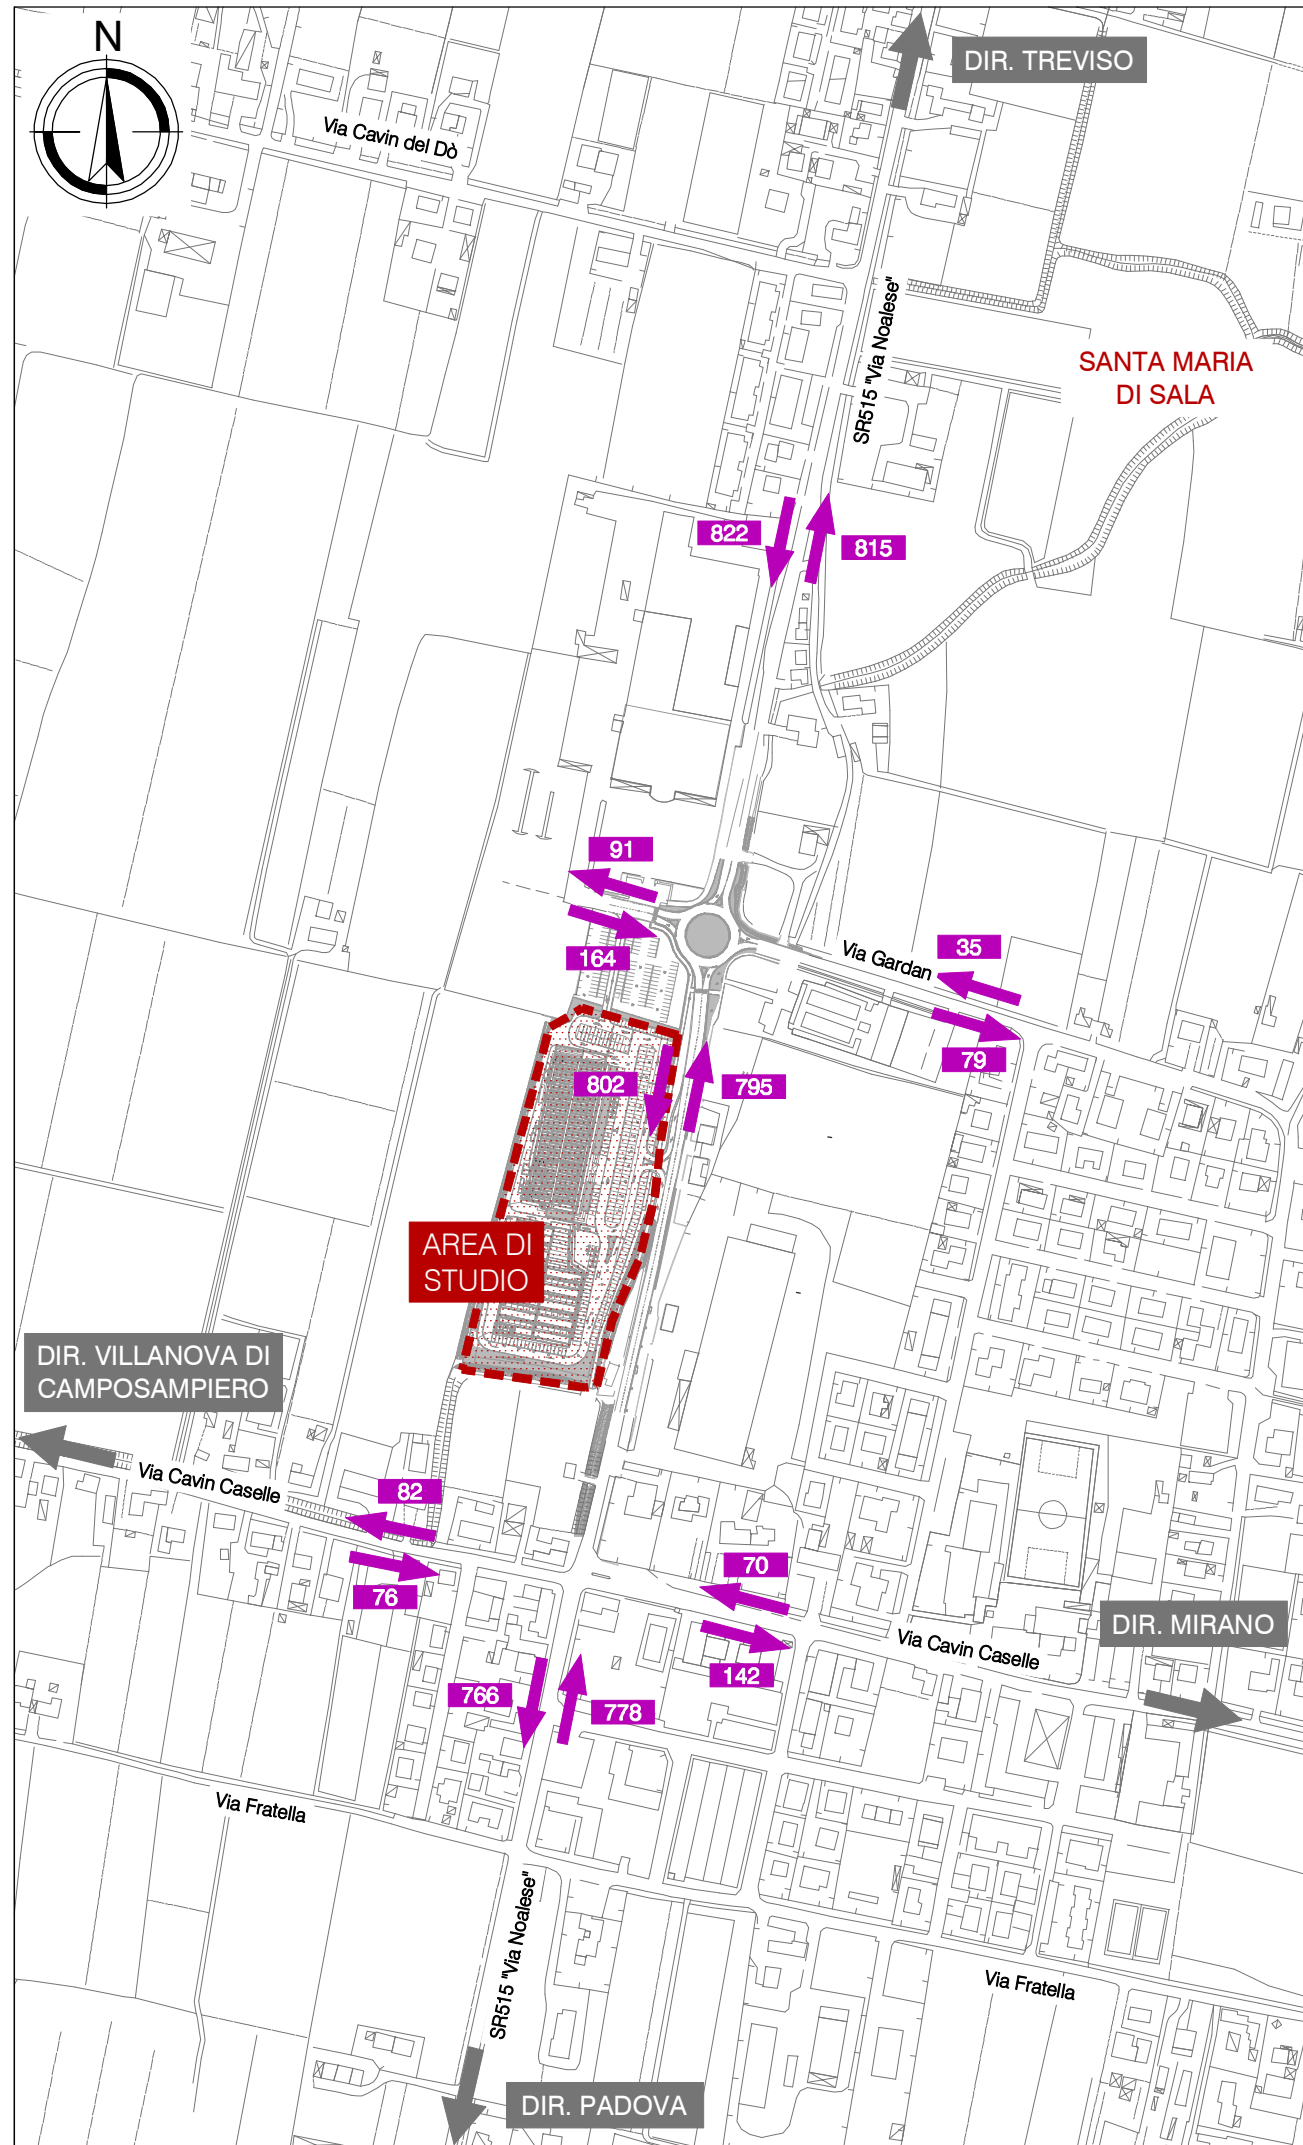 N
DIR. TREVISO
Via Cavin del Dò
SR515 "Via Noalese"
SANTA MARIA
DI SALA
822
815
91
164
Via Gardan
35
79
802
795
AREA DI
STUDIO
DIR. VILLANOVA DI
CAMPOSAMPIERO
Via Cavin Caselle
82
76
70
142
DIR. MIRANO
Via Cavin Caselle
766
778
Via Fratella
SR515 "Via Noalese"
Via Fratella
DIR. PADOVA